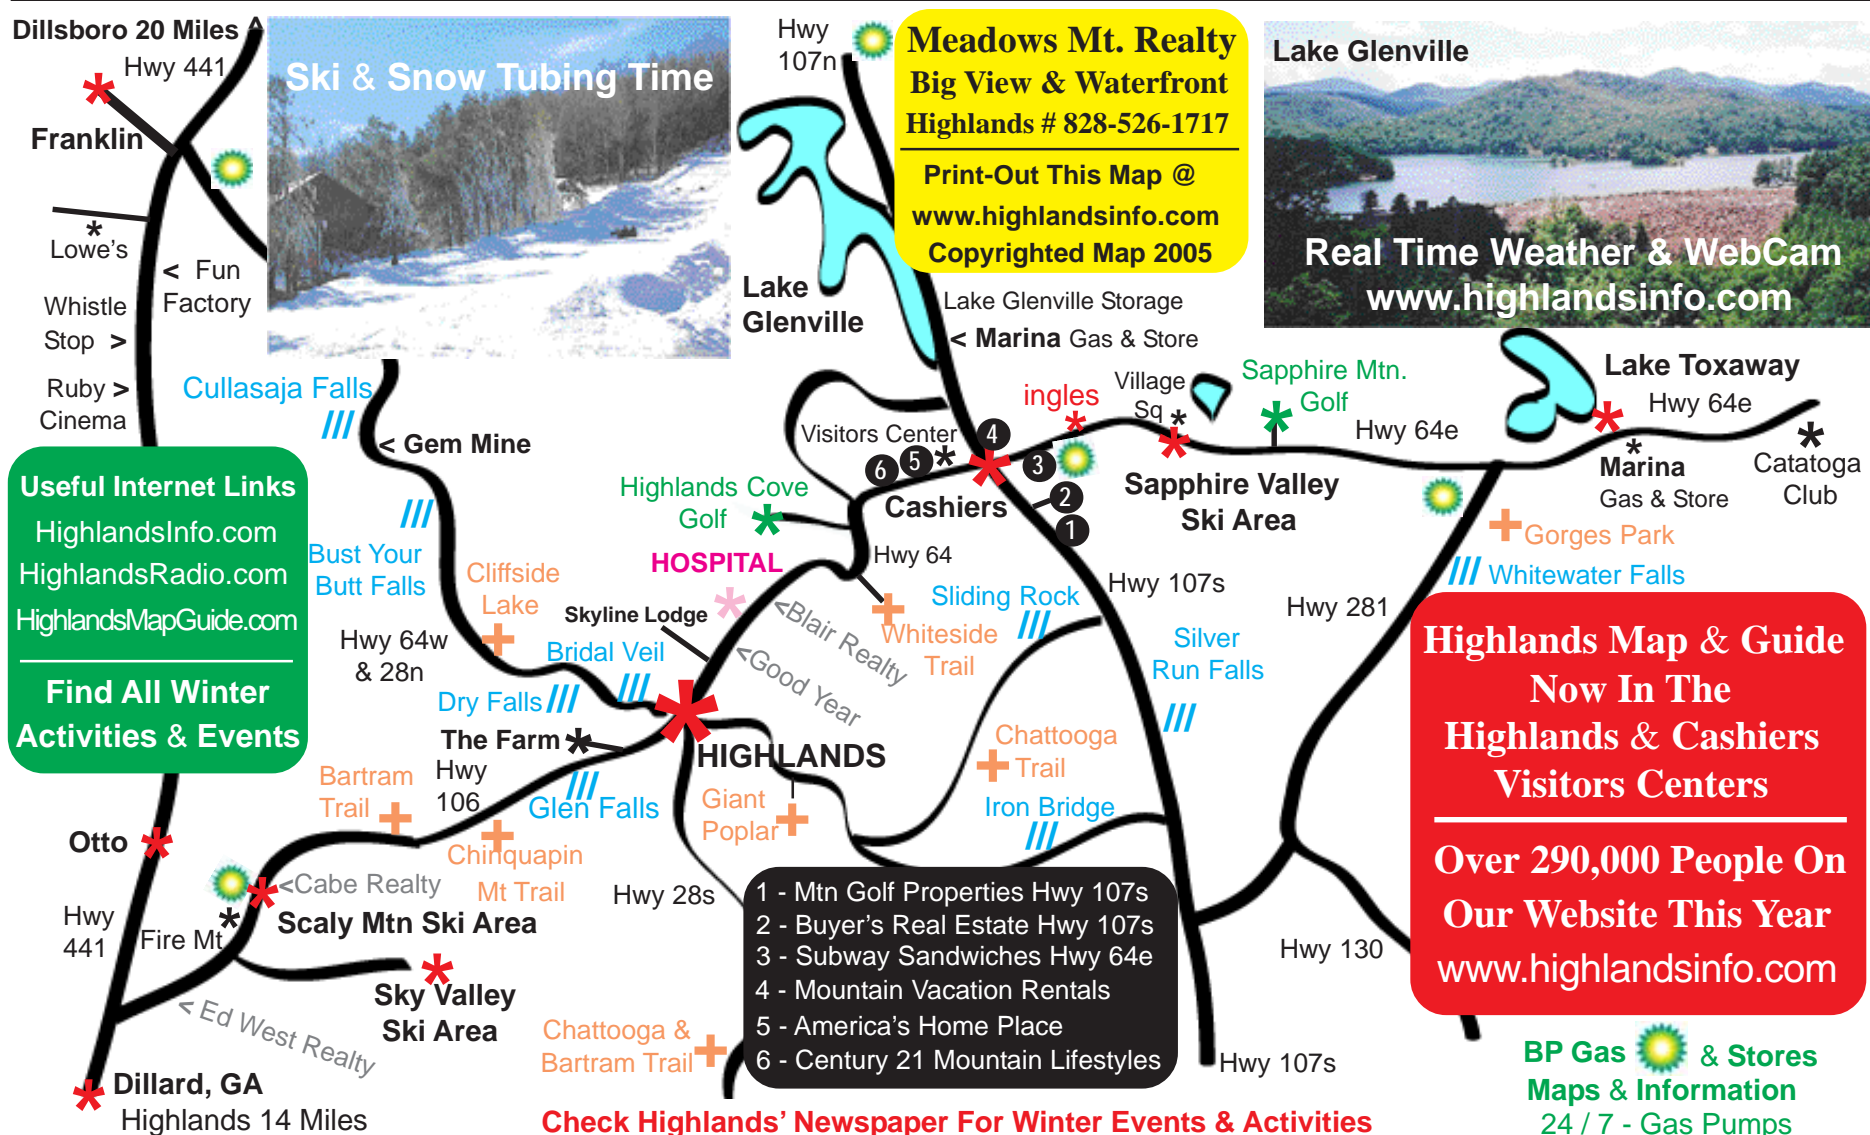 Dillsboro 20 Miles
Hwy 441
Franklin
Lowe's
< Fun
Factory
Whistle
Stop >
Ruby >
Cinema
Ski & Snow Tubing Time
Hwy
107n
Meadows Mt. Realty
Big View & Waterfront
Highlands # 828-526-1717
Print-Out This Map @
www.highlandsinfo.com
Copyrighted Map 2005
Lake Glenville
Real Time Weather & WebCam
www.highlandsinfo.com
Lake
Glenville
Lake Glenville Storage
< Marina Gas & Store
Cullasaja Falls
< Gem Mine
Visitors Center
ingles
Village
Sq
Sapphire Mtn.
Golf
Hwy 64e
Lake Toxaway
Hwy 64e
Marina
Gas & Store
Catatoga
Club
4
6
5
3
2
1
Cashiers
Sapphire Valley
Ski Area
Highlands Cove
Golf
HOSPITAL
Hwy 64
Useful Internet Links
HighlandsInfo.com
HighlandsRadio.com
HighlandsMapGuide.com
Find All Winter
Activities & Events
Bust Your
Butt Falls
Cliffside
Lake
Skyline Lodge
Hwy 64w
& 28n
Bridal Veil
Dry Falls
<Blair Realty
<Good Year
Whiteside
Trail
Sliding Rock
Hwy 107s
Silver
Run Falls
Hwy 281
Gorges Park
Whitewater Falls
Highlands Map & Guide
Now In The
Highlands & Cashiers
Visitors Centers
Over 290,000 People On
Our Website This Year
www.highlandsinfo.com
The Farm
Hwy
106
HIGHLANDS
Bartram
Trail
Glen Falls
Giant
Poplar
Chattooga
Trail
Iron Bridge
Otto
Chinquapin
Mt Trail
<Cabe Realty
Scaly Mtn Ski Area
Hwy 28s
Hwy
441
Fire Mt
Sky Valley
Ski Area
< Ed West Realty
1 - Mtn Golf Properties Hwy 107s
2 - Buyer's Real Estate Hwy 107s
3 - Subway Sandwiches Hwy 64e
4 - Mountain Vacation Rentals
5 - America's Home Place
6 - Century 21 Mountain Lifestyles
Hwy 130
Chattooga &
Bartram Trail
Hwy 107s
Dillard, GA
Highlands 14 Miles
BP Gas & Stores
Maps & Information
24 / 7 - Gas Pumps
Check Highlands' Newspaper For Winter Events & Activities